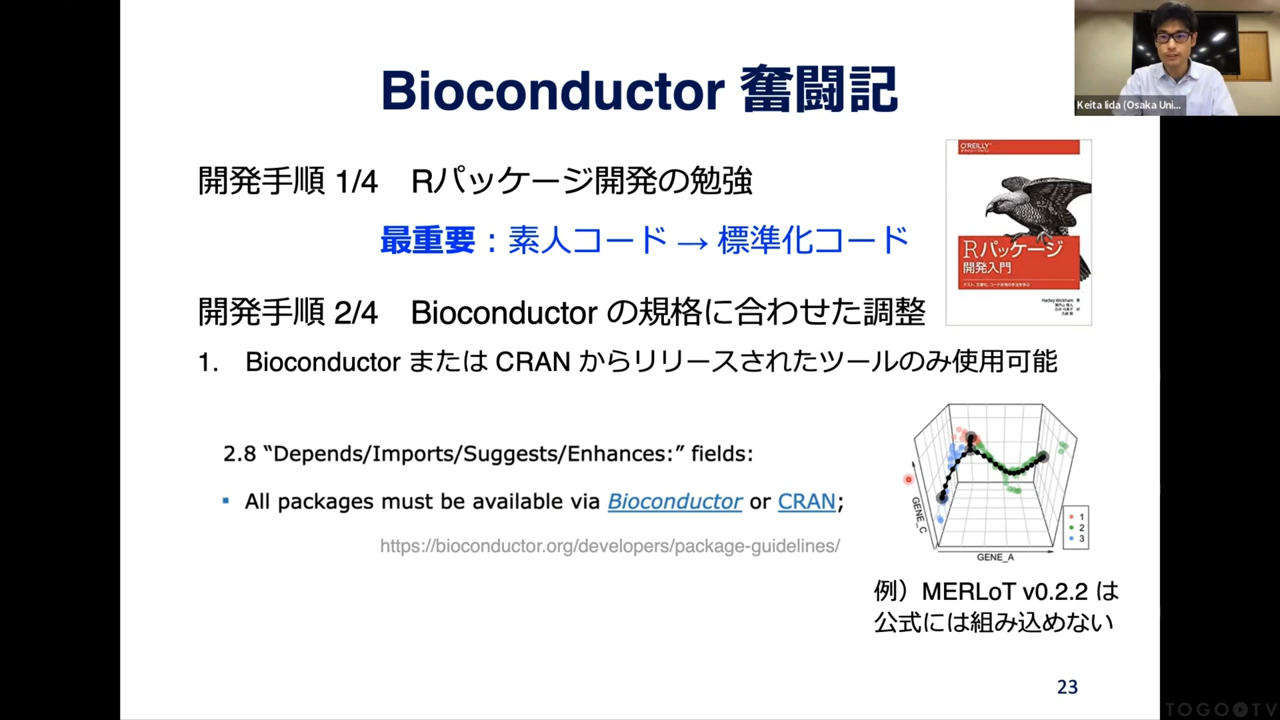 Bioconductor 奮闘記
Keita Iida (Osaka Uni...
開発手順 1/4 Rパッケージ開発の勉強
最重要：素人コード → 標準化コード
O'REILLY
Rパッケージ
開発入門
Hadley Wickham 著
開発手順 2/4 Bioconductor の規格に合わせた調整
1. Bioconductor または CRAN からリリースされたツールのみ使用可能
2.8 “Depends/Imports/Suggests/Enhances:” fields:
▪ All packages must be available via Bioconductor or CRAN;
https://bioconductor.org/developers/package-guidelines/
GENE_C
GENE_A
1
2
3
例）MERLoT v0.2.2 は
公式には組み込めない
23
TOGOTV